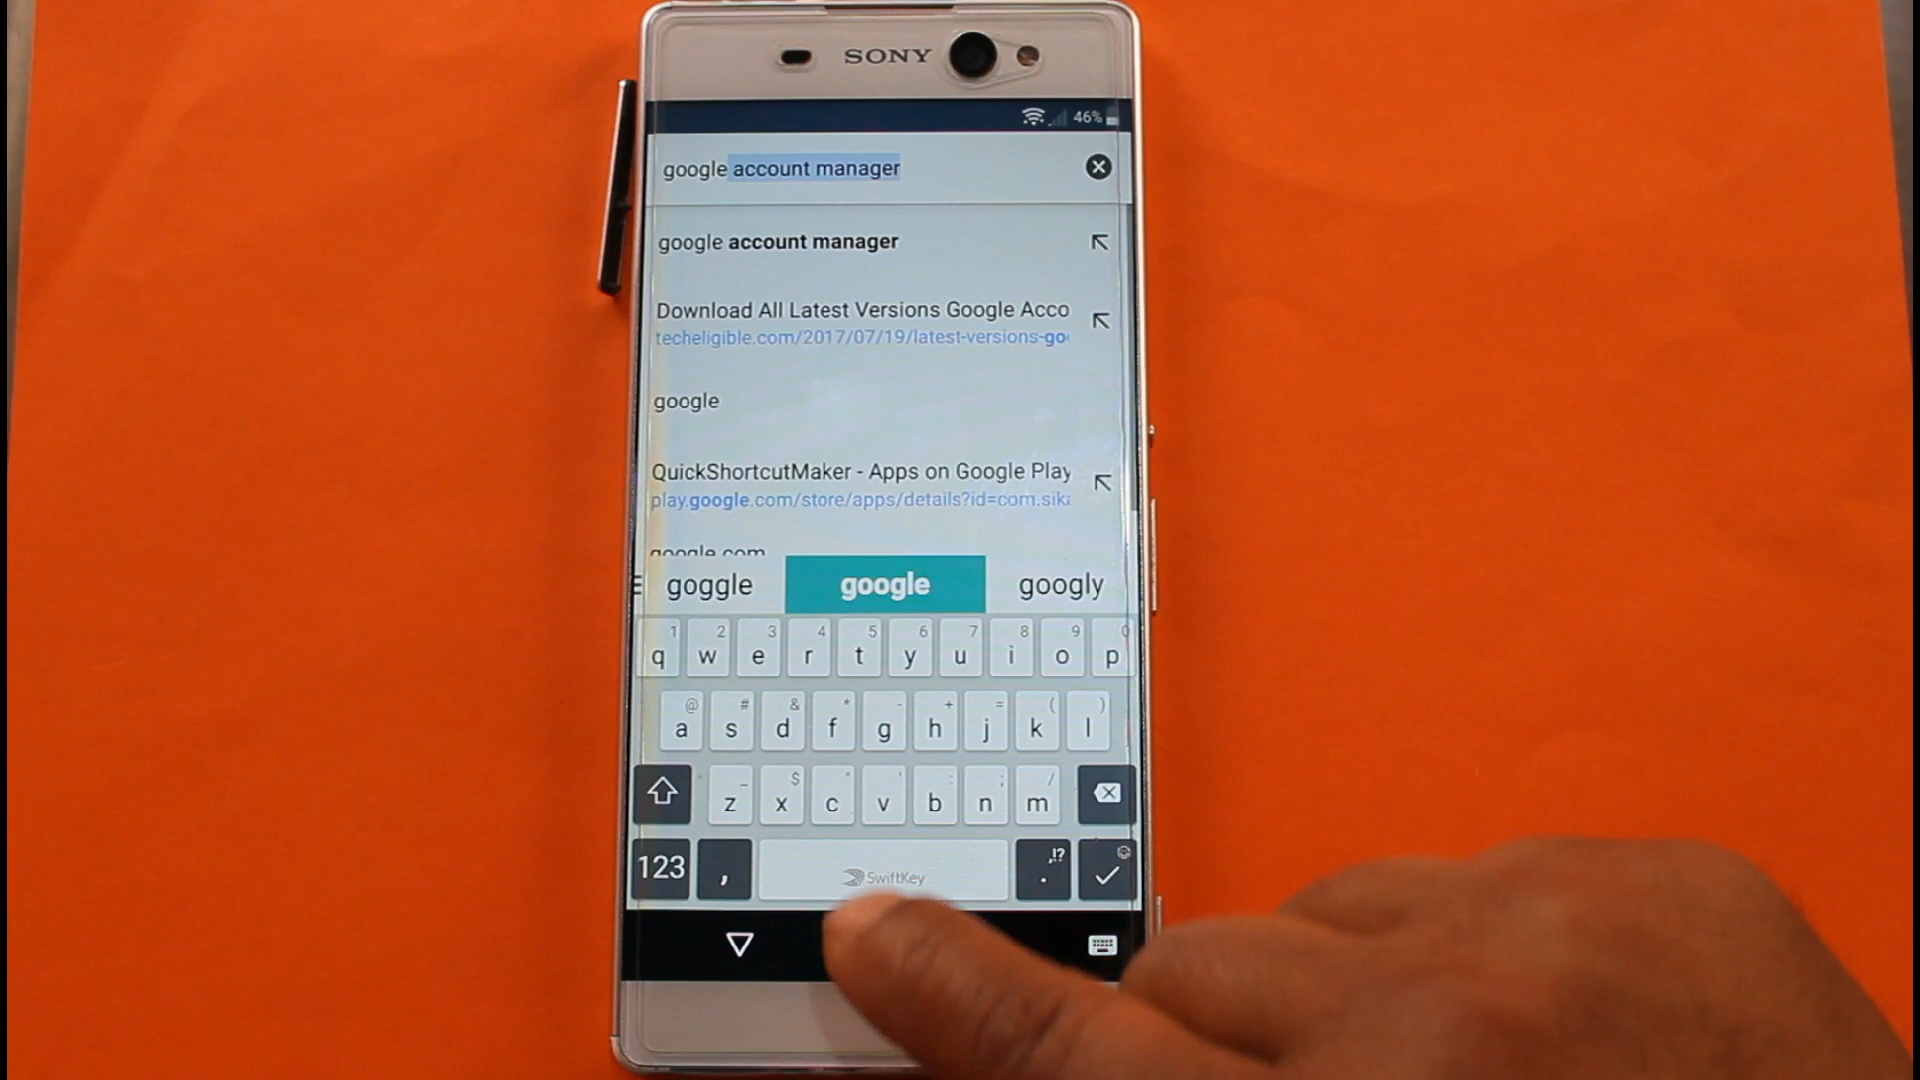 SONY
46%
google account manager
google account manager
Download All Latest Versions Google Acco
techeligible.com/2017/07/19/latest-versions-go
google
QuickShortcutMaker - Apps on Google Play
play.google.com/store/apps/details?id=com.sika
google.com
goggle google googly
1 2 3 4 5 6 7 8 9 0
q w e r t y u i o p
@ # & * - + = ( )
a s d f g h j k l
_ $ " ' : ; /
z x c v b n m
123 , SwiftKey ,!? .